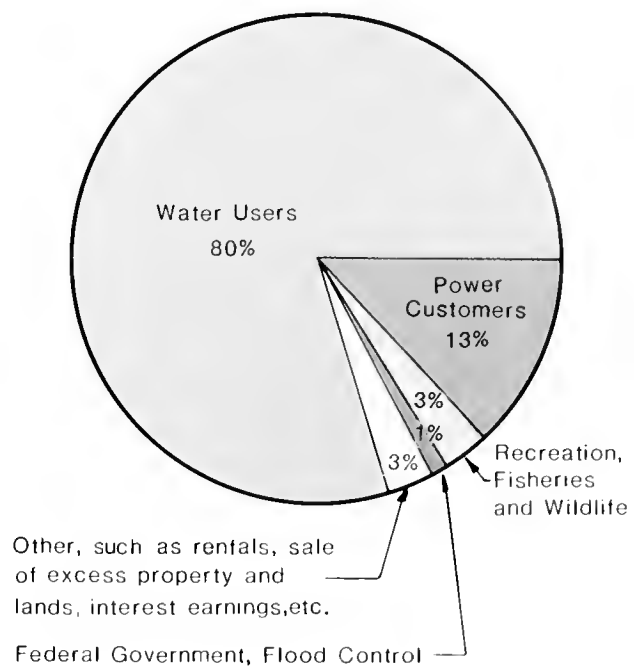 Water Users
80%
Power
Customers
13%
3%
1%
3%
Recreation,
Fisheries
and Wildlife
Other, such as rentals, sale
of excess property and
lands, interest earnings,etc.
Federal Government, Flood Control